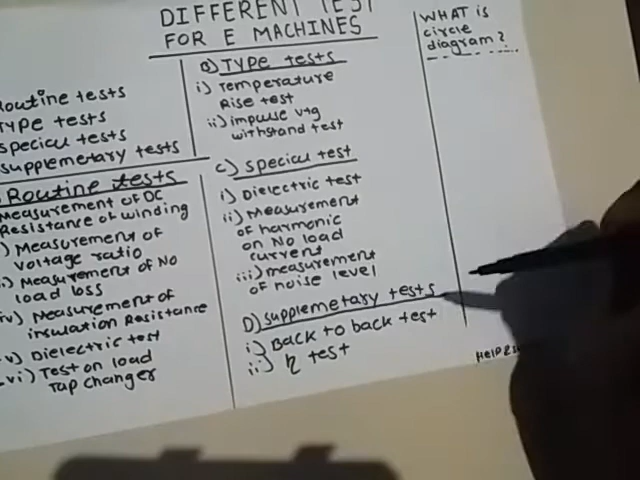 DIFFERENT TEST
FOR E MACHINES
Routine tests
Type tests
special tests
supplemetary tests
Routine tests
Measurement of DC
Resistance of winding
) Measurement of
voltage ratio
) Measurement of No
load loss
iv) Measurement of
insulation Resistance
v) Dielectric test
vi) Test on load
Tap changer
B) TYPE tests
i) Temperature
Rise test
ii) impulse vtg
withstand test
c) special test
i) Dielectric test
ii) Measurement
of harmonic
on No load
current
iii) measurement
of noise level
D) supplemetary tests
i) Back to back test
ii) η test
WHAT is
circle
diagram?